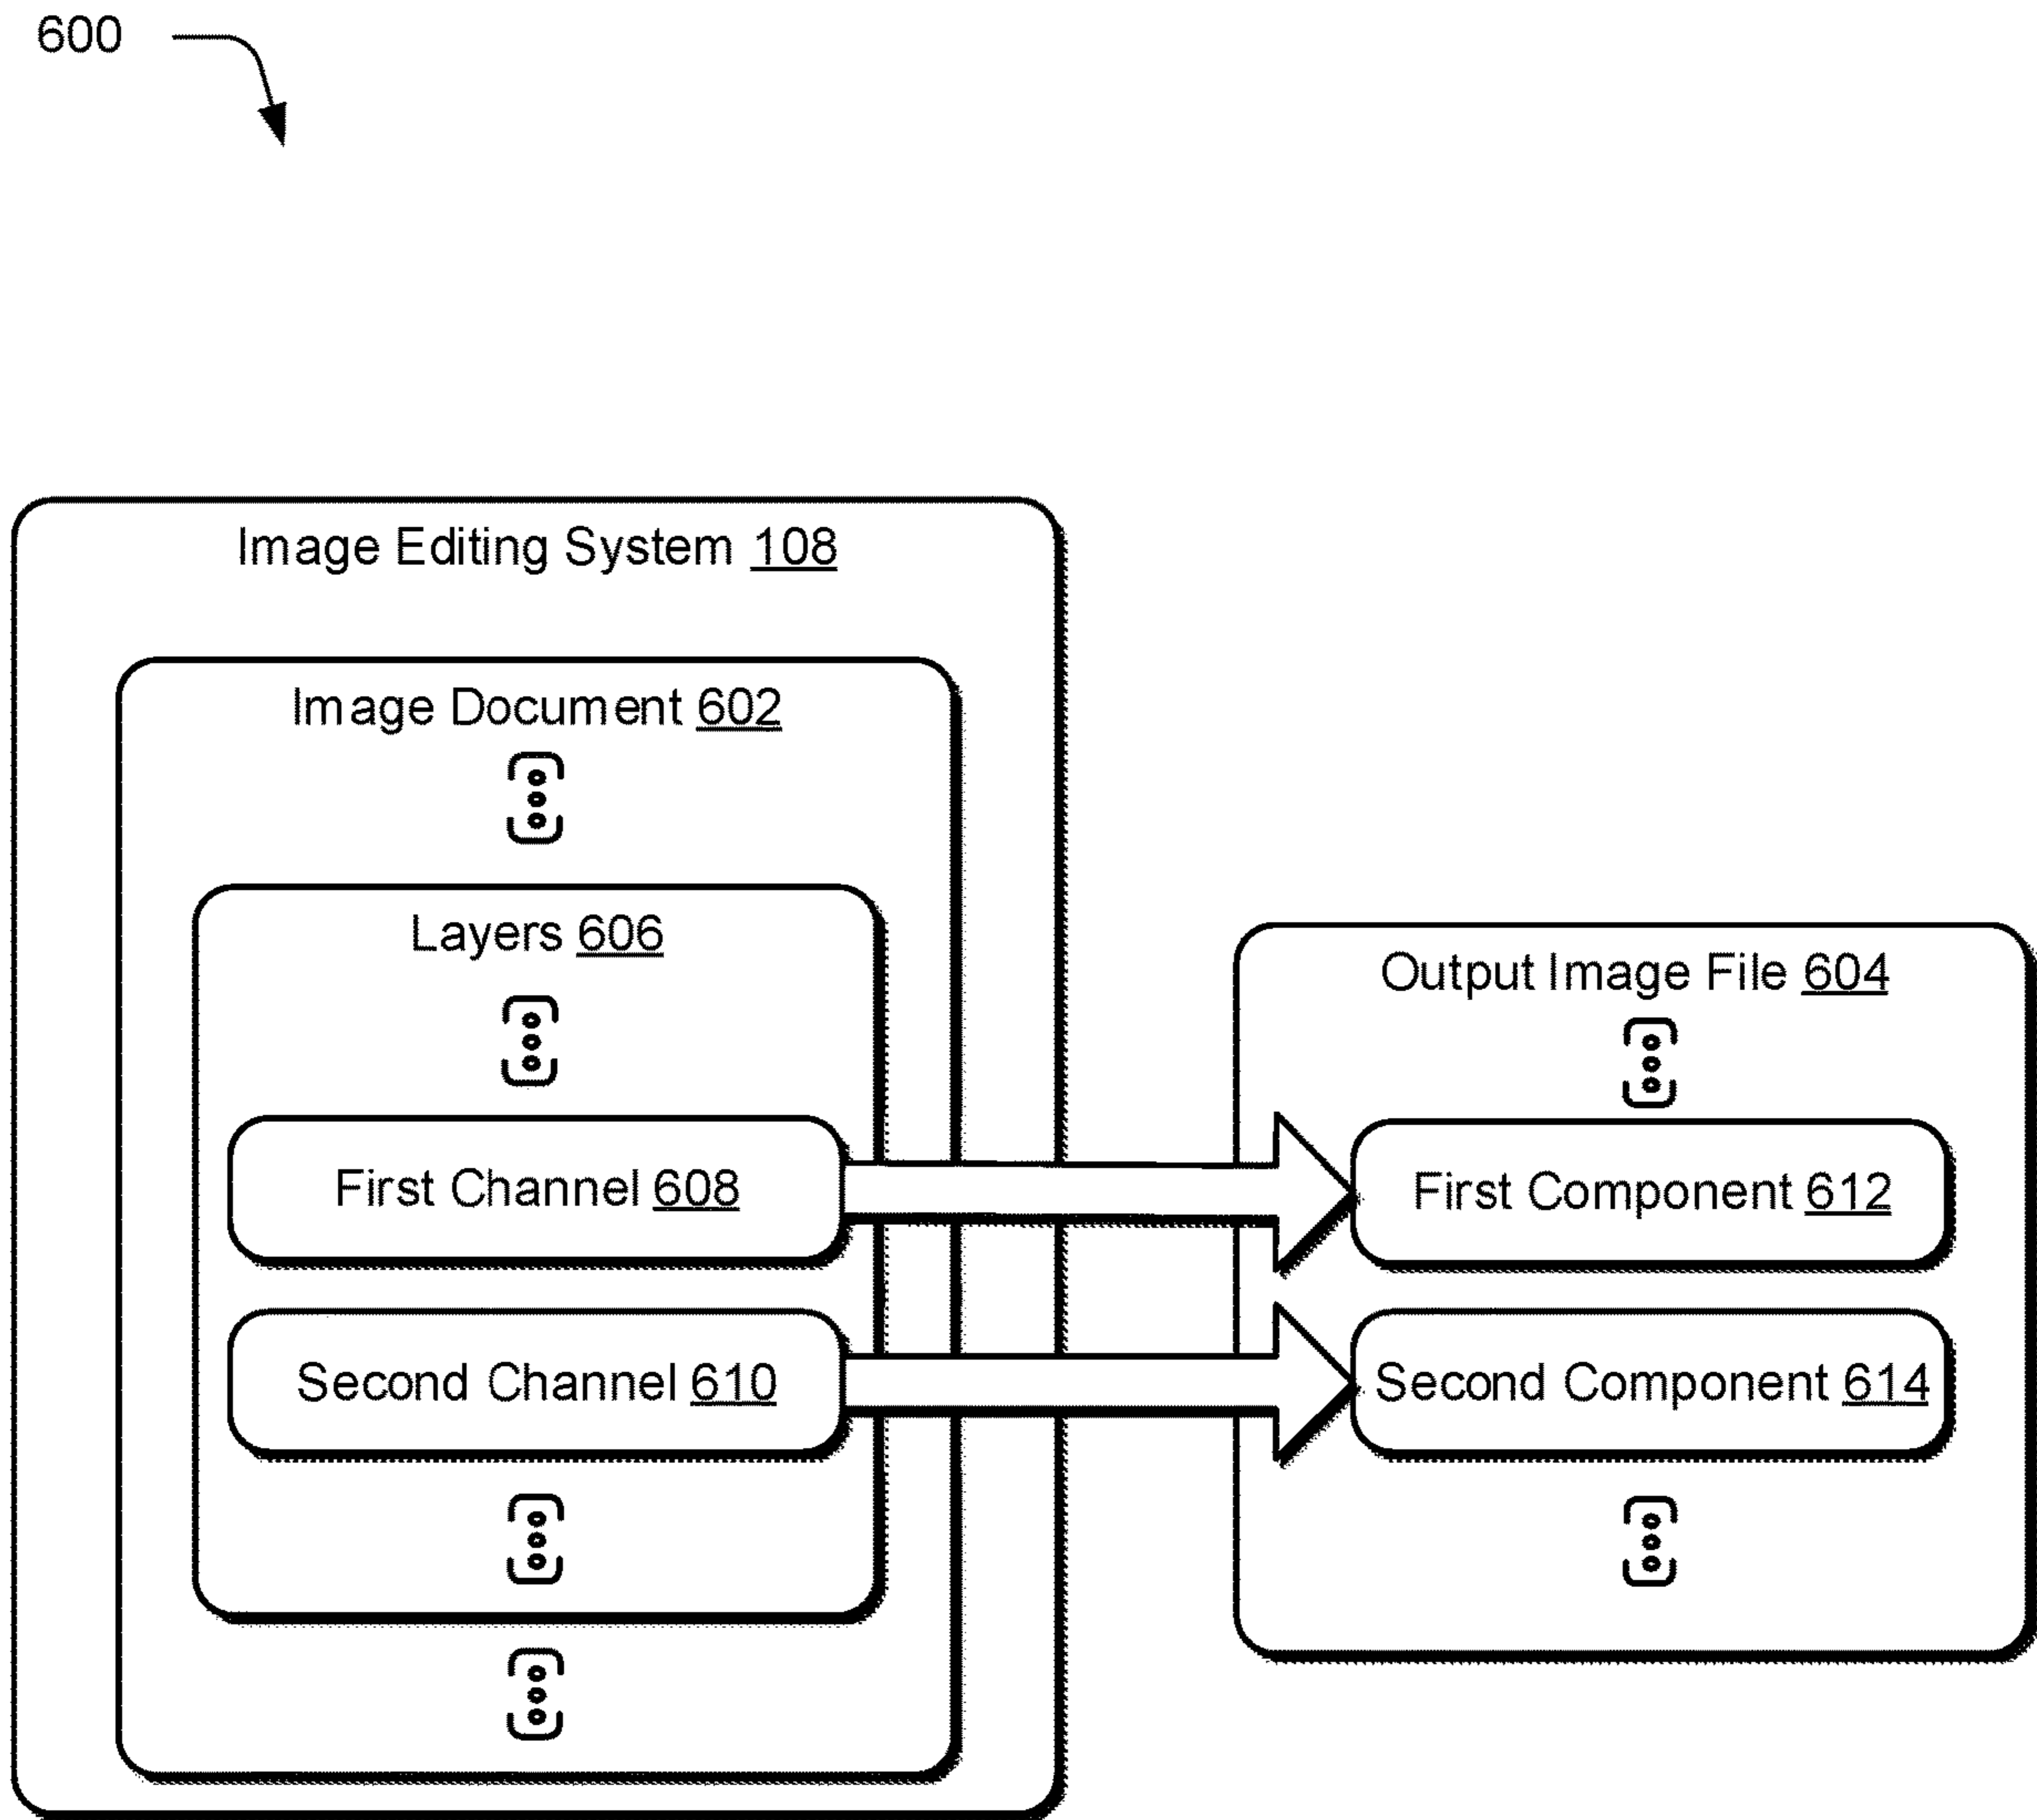 600
Image Editing System 108
Image Document 602
Layers 606
Output Image File 604
First Channel 608
First Component 612
Second Channel 610
Second Component 614